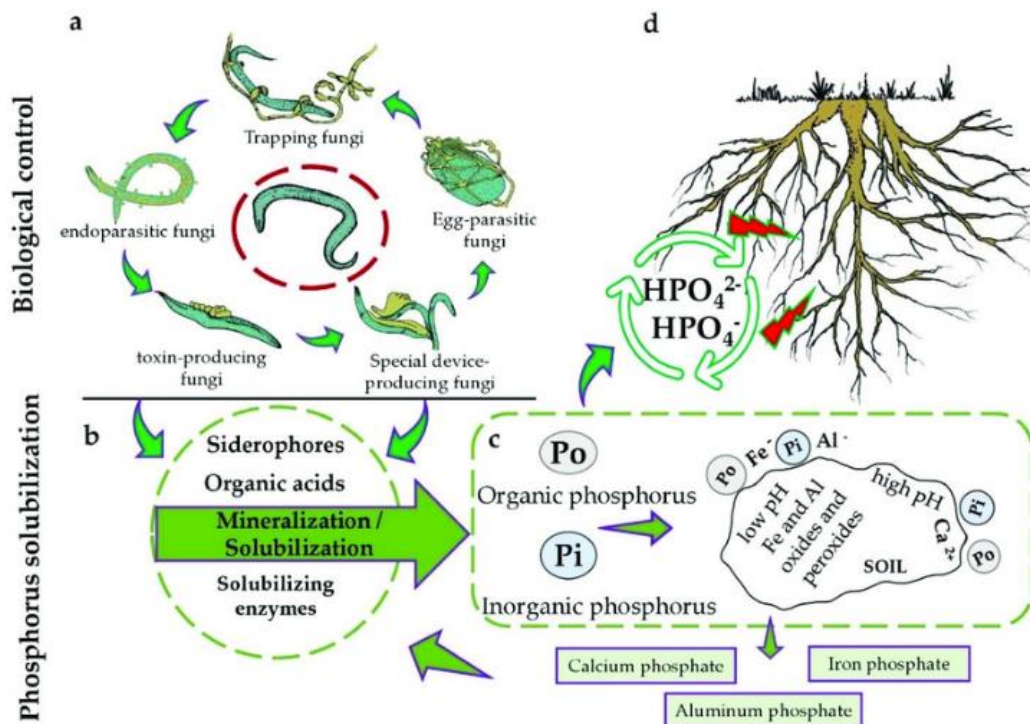 a
Biological control
Trapping fungi
endoparasitic fungi
Egg-parasitic
fungi
toxin-producing
fungi
Special device-
producing fungi
d
HPO₄²⁻
HPO₄⁻
Phosphorus solubilization
b
Siderophores
Organic acids
Mineralization /
Solubilization
Solubilizing
enzymes
c
Po
Organic phosphorus
Pi
Inorganic phosphorus
Po
Fe⁻
Pi
Al⁻
low pH
Fe and Al
oxides and
peroxides
high pH
Ca²⁺
Pi
Po
SOIL
Calcium phosphate
Iron phosphate
Aluminum phosphate